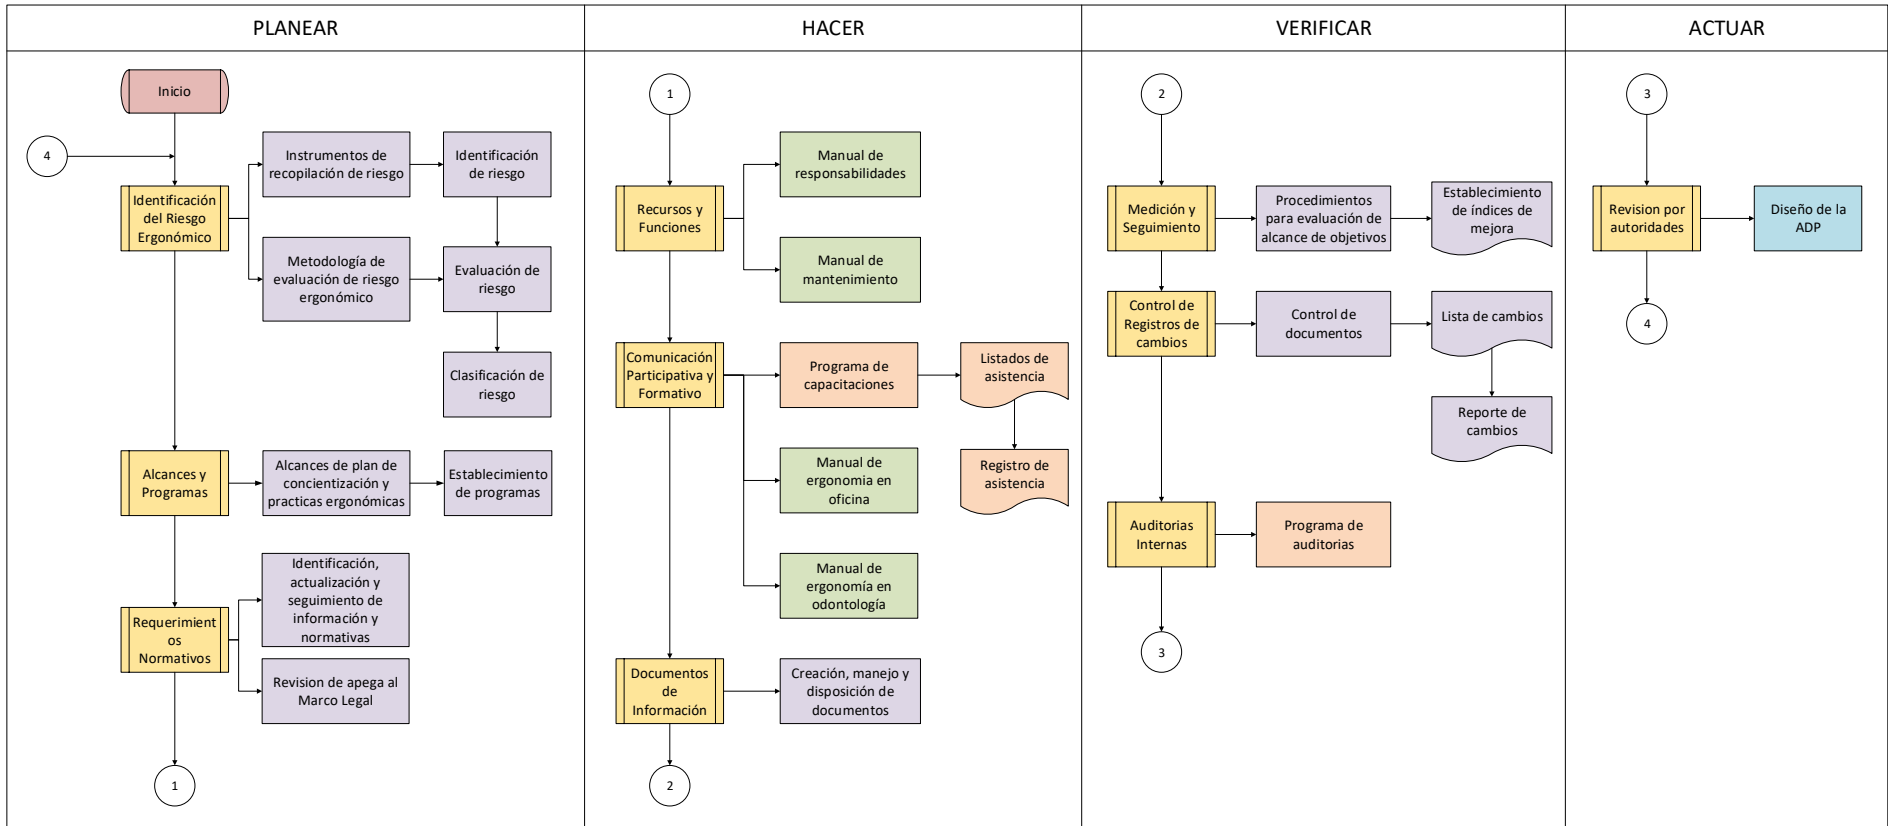 PLANEAR
HACER
VERIFICAR
ACTUAR
Inicio
4
Identificación
del Riesgo
Ergonómico
Instrumentos de
recopilación de riesgo
Identificación
de riesgo
Metodología de
evaluación de riesgo
ergonómico
Evaluación de
riesgo
Clasificación de
riesgo
Alcances y
Programas
Alcances de plan de
concientización y
practicas ergonómicas
Establecimiento
de programas
Requerimient
os
Normativos
Identificación,
actualización y
seguimiento de
información y
normativas
Revision de apega al
Marco Legal
1
1
Recursos y
Funciones
Manual de
responsabilidades
Manual de
mantenimiento
Comunicación
Participativa y
Formativo
Programa de
capacitaciones
Listados de
asistencia
Registro de
asistencia
Manual de
ergonomia en
oficina
Manual de
ergonomía en
odontología
Documentos
de
Información
Creación, manejo y
disposición de
documentos
2
2
Medición y
Seguimiento
Procedimientos
para evaluación de
alcance de objetivos
Establecimiento
de índices de
mejora
Control de
Registros de
cambios
Control de
documentos
Lista de cambios
Reporte de
cambios
Auditorias
Internas
Programa de
auditorias
3
3
Revision por
autoridades
Diseño de la
ADP
4